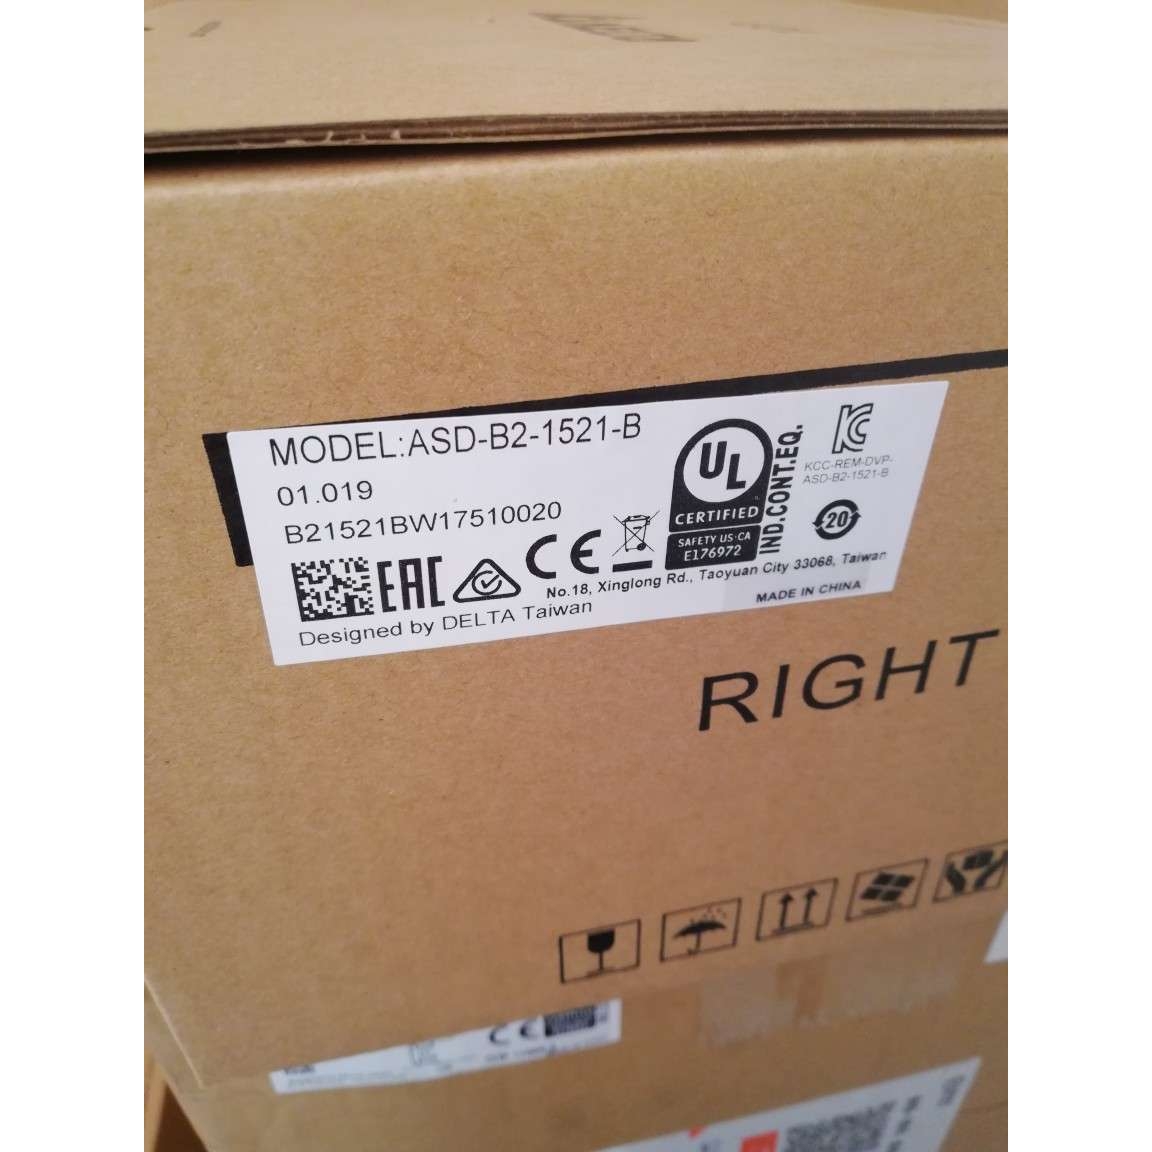 MODEL:ASD-B2-1521-B
01.019
B21521BW17510020
EAC
CE
UL
CERTIFIED
SAFETY US·CA
E176972
IND.CONT.EQ.
KC
KCC-REM-DVP-
ASD-B2-1521-B
20
No.18, Xinglong Rd., Taoyuan City 33068, Taiwan
Designed by DELTA Taiwan
MADE IN CHINA
RIGHT
CE